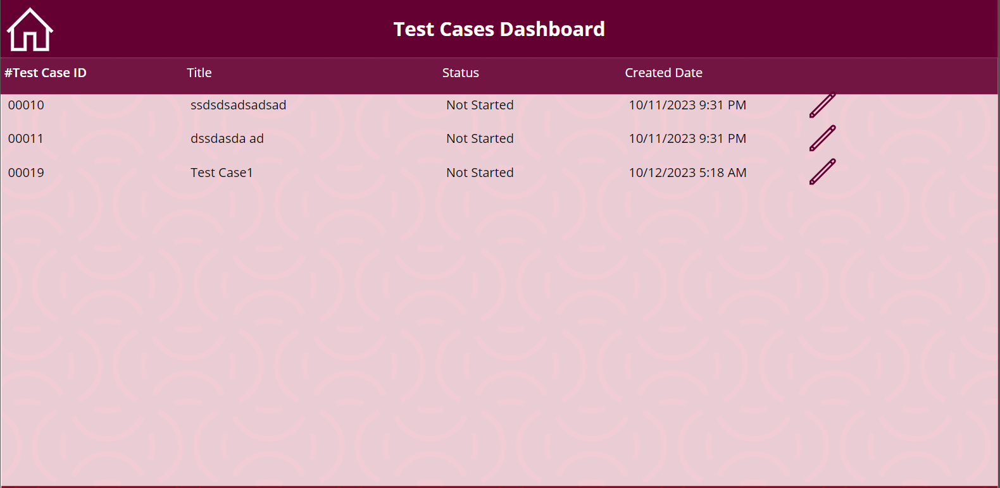 Test Cases Dashboard
#Test Case ID Title Status Created Date
00010 ssdsdsadsadsad Not Started 10/11/2023 9:31 PM
00011 dssdasda ad Not Started 10/11/2023 9:31 PM
00019 Test Case1 Not Started 10/12/2023 5:18 AM